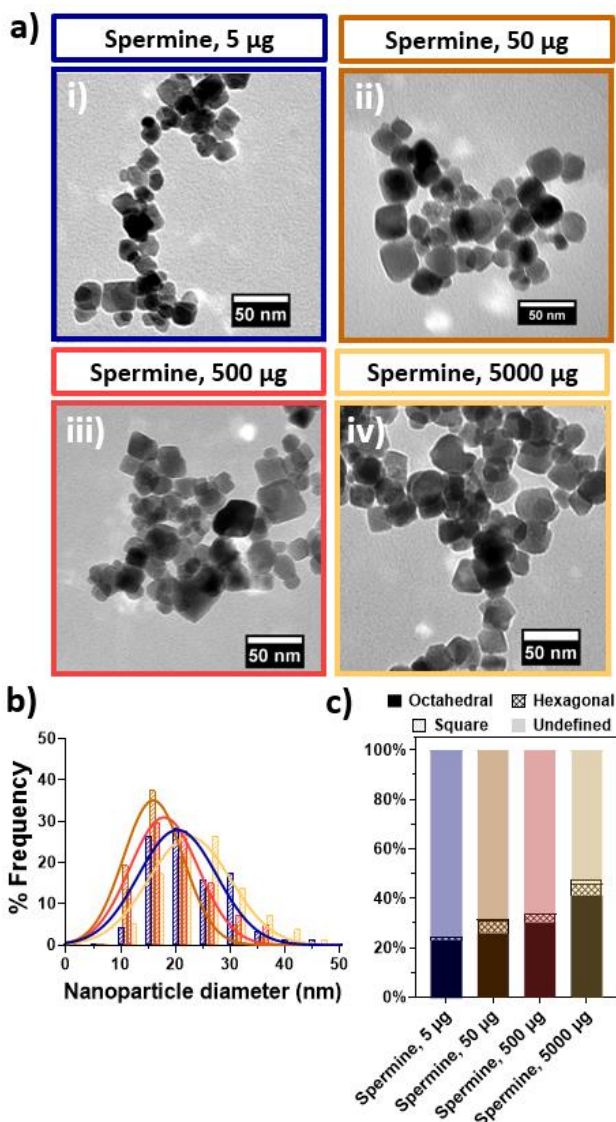 a)
Spermine, 5 µg
Spermine, 50 µg
i)
50 nm
ii)
50 nm
Spermine, 500 µg
Spermine, 5000 µg
iii)
50 nm
iv)
50 nm
b)
50
40
30
20
10
0
% Frequency
0 10 20 30 40 50
Nanoparticle diameter (nm)
c)
Octahedral Hexagonal
Square Undefined
100%
80%
60%
40%
20%
0%
Spermine, 5 µg
Spermine, 50 µg
Spermine, 500 µg
Spermine, 5000 µg